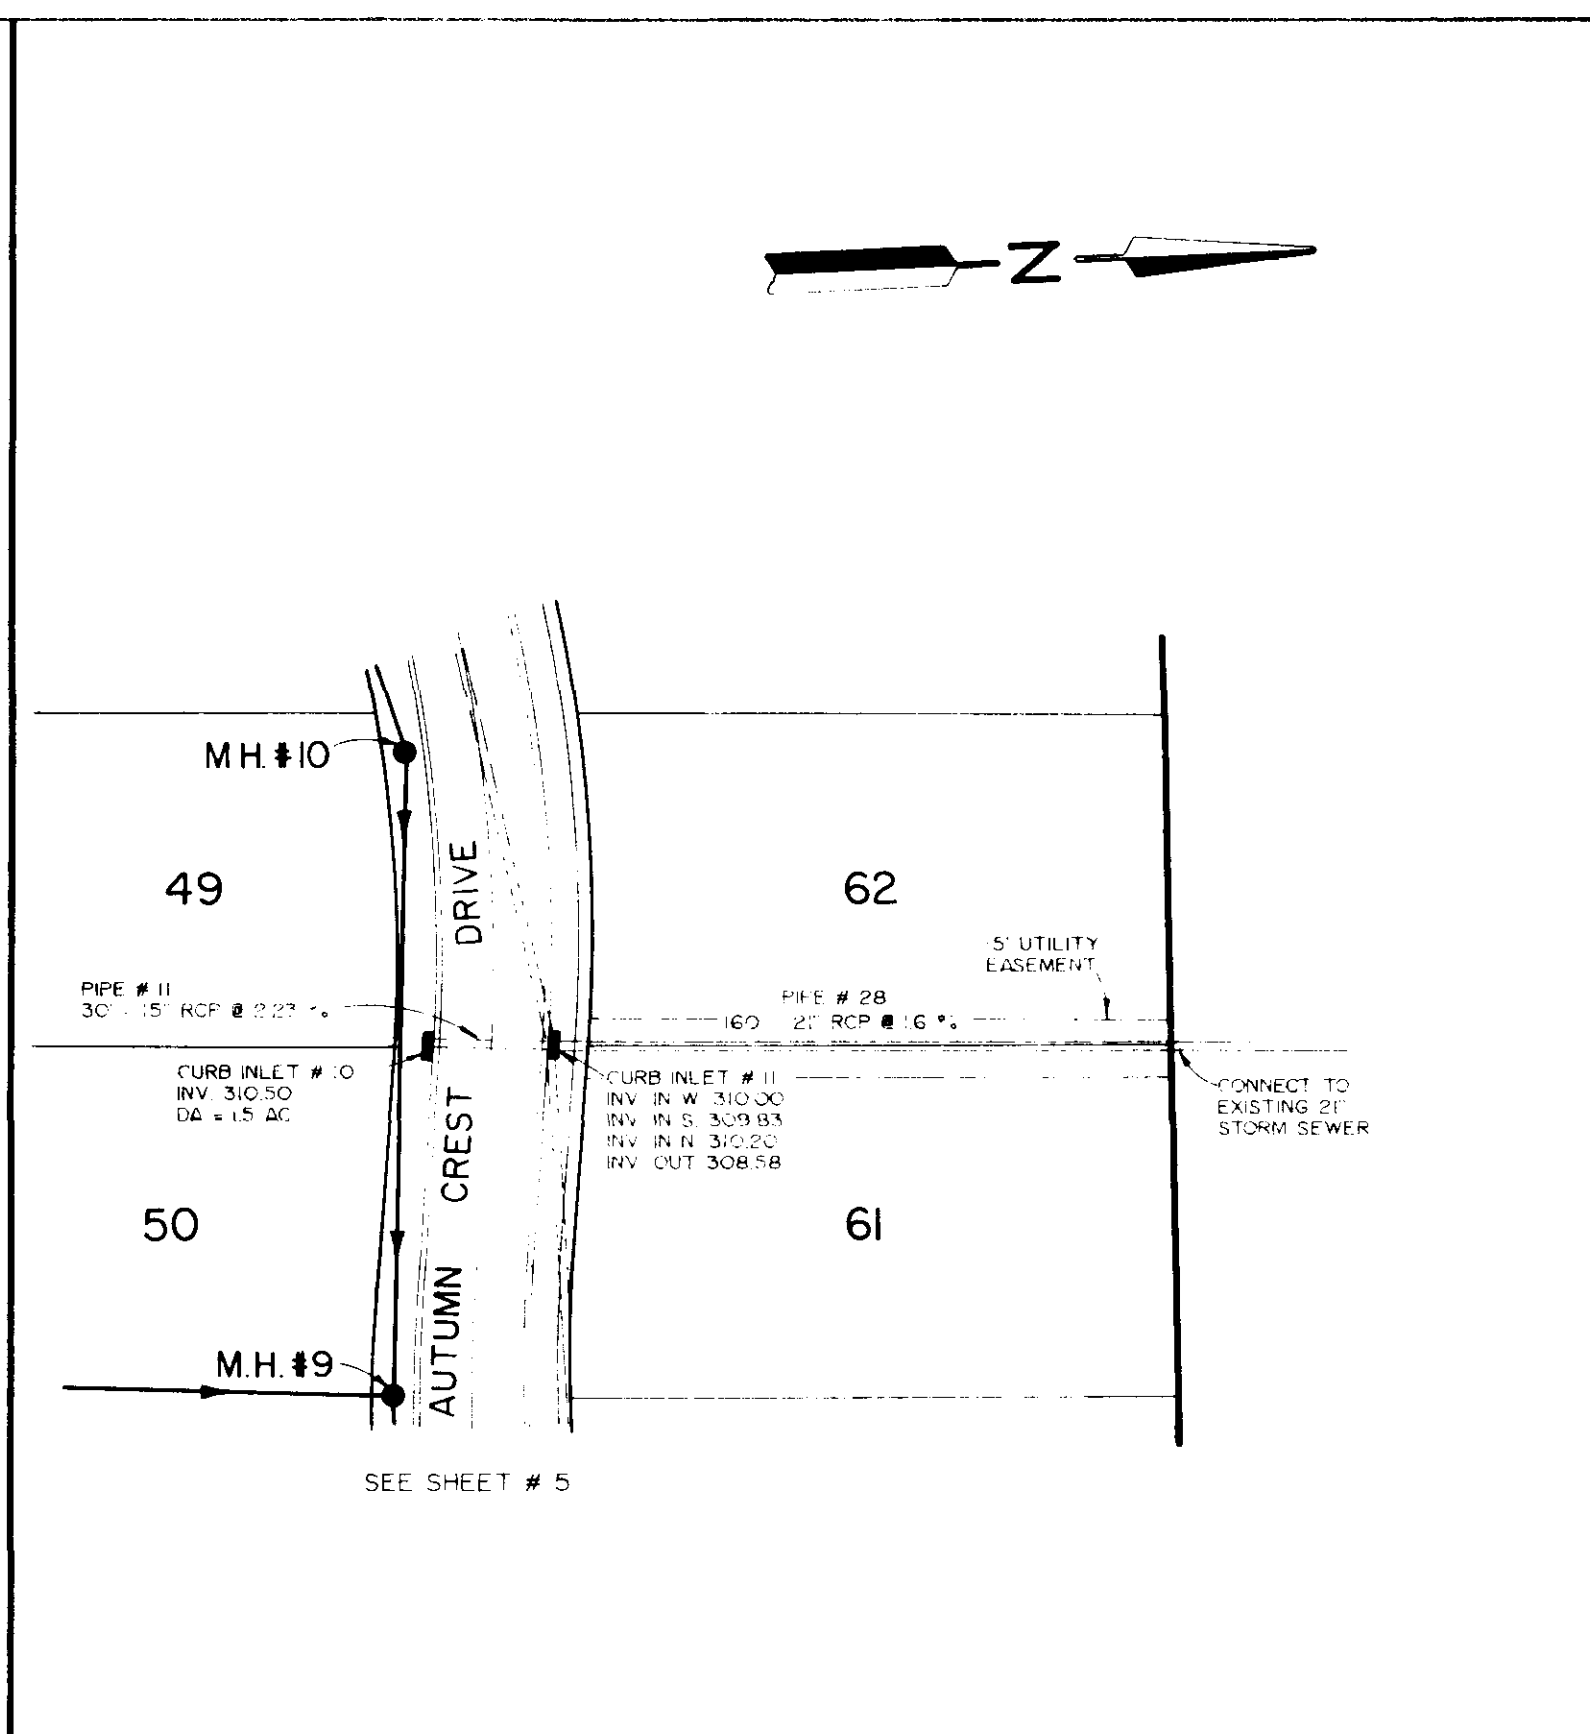 N
M.H. #10
49
DRIVE
62
5' UTILITY
EASEMENT
PIPE # 11
30' - 15" RCP @ 2.23 %
PIPE # 28
160 21" RCP @ 1.6 %
CURB INLET # 10
INV. 310.50
DA = 1.5 AC
CURB INLET # 11
INV IN W 310.00
INV IN S. 309.83
INV IN N 310.20
INV OUT 308.58
CONNECT TO
EXISTING 21"
STORM SEWER
CREST
50
61
AUTUMN
M.H. #9
SEE SHEET # 5